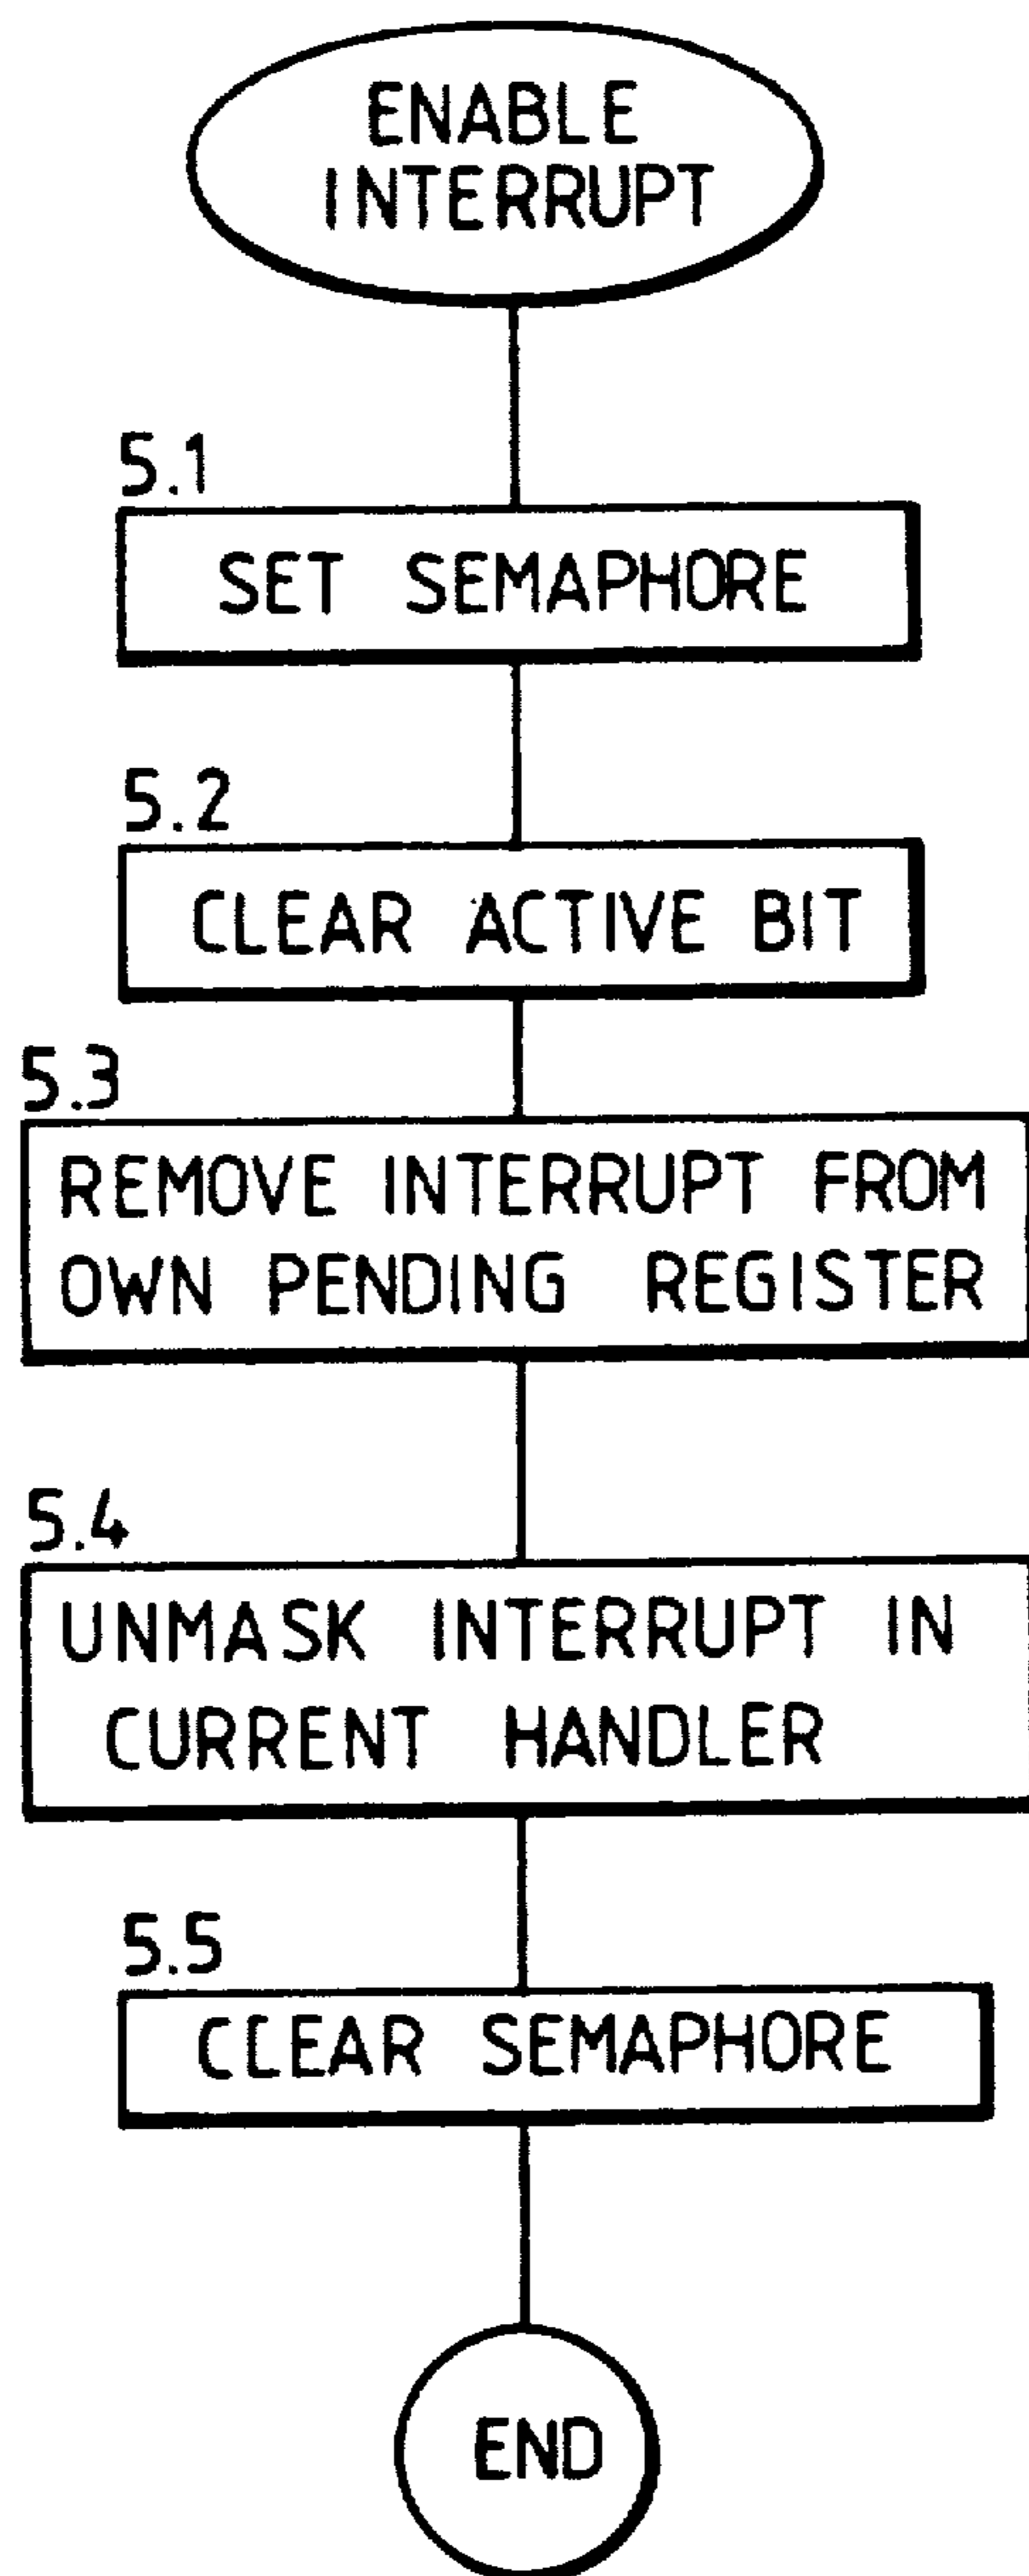 ENABLE
INTERRUPT
5.1
SET SEMAPHORE
5.2
CLEAR ACTIVE BIT
5.3
REMOVE INTERRUPT FROM
OWN PENDING REGISTER
5.4
UNMASK INTERRUPT IN
CURRENT HANDLER
5.5
CLEAR SEMAPHORE
END